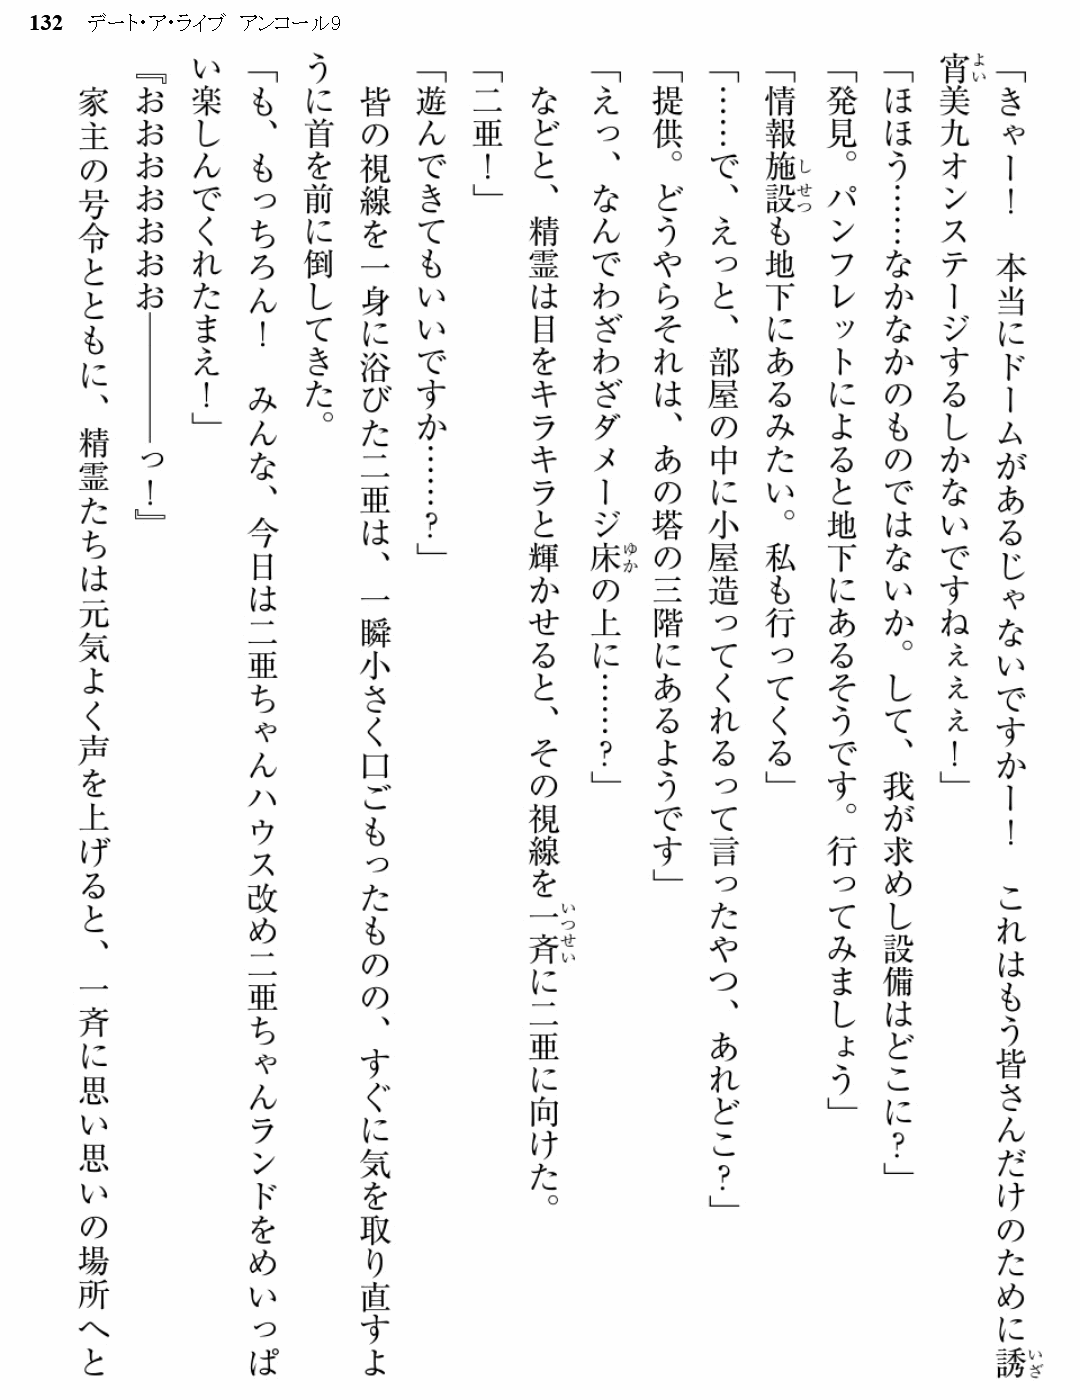 132 デート・ア・ライブ アンコール9
「きゃー！　本当にドームがあるじゃないですかー！　これはもう皆さんだけのために誘
いざ
宵美九オンステージするしかないですねぇぇぇ！」
よい
「ほほう……なかなかのものではないか。して、我が求めし設備はどこに？」
「発見。パンフレットによると地下にあるそうです。行ってみましょう」
「情報施設も地下にあるみたい。私も行ってくる」
しせつ
「……で、えっと、部屋の中に小屋造ってくれるって言ったやつ、あれどこ？」
「提供。どうやらそれは、あの塔の三階にあるようです」
「えっ、なんでわざわざダメージ床の上に……？」
ゆか
　などと、精霊は目をキラキラと輝かせると、その視線を一斉に二亜に向けた。
いつせい
「二亜！」
「遊んできてもいいですか……？」
　皆の視線を一身に浴びた二亜は、一瞬小さく口ごもったものの、すぐに気を取り直すよ
うに首を前に倒してきた。
「も、もっちろん！　みんな、今日は二亜ちゃんハウス改め二亜ちゃんランドをめいっぱ
い楽しんでくれたまえ！」
『おおおおおおお――――っ！』
　家主の号令とともに、精霊たちは元気よく声を上げると、一斉に思い思いの場所へと